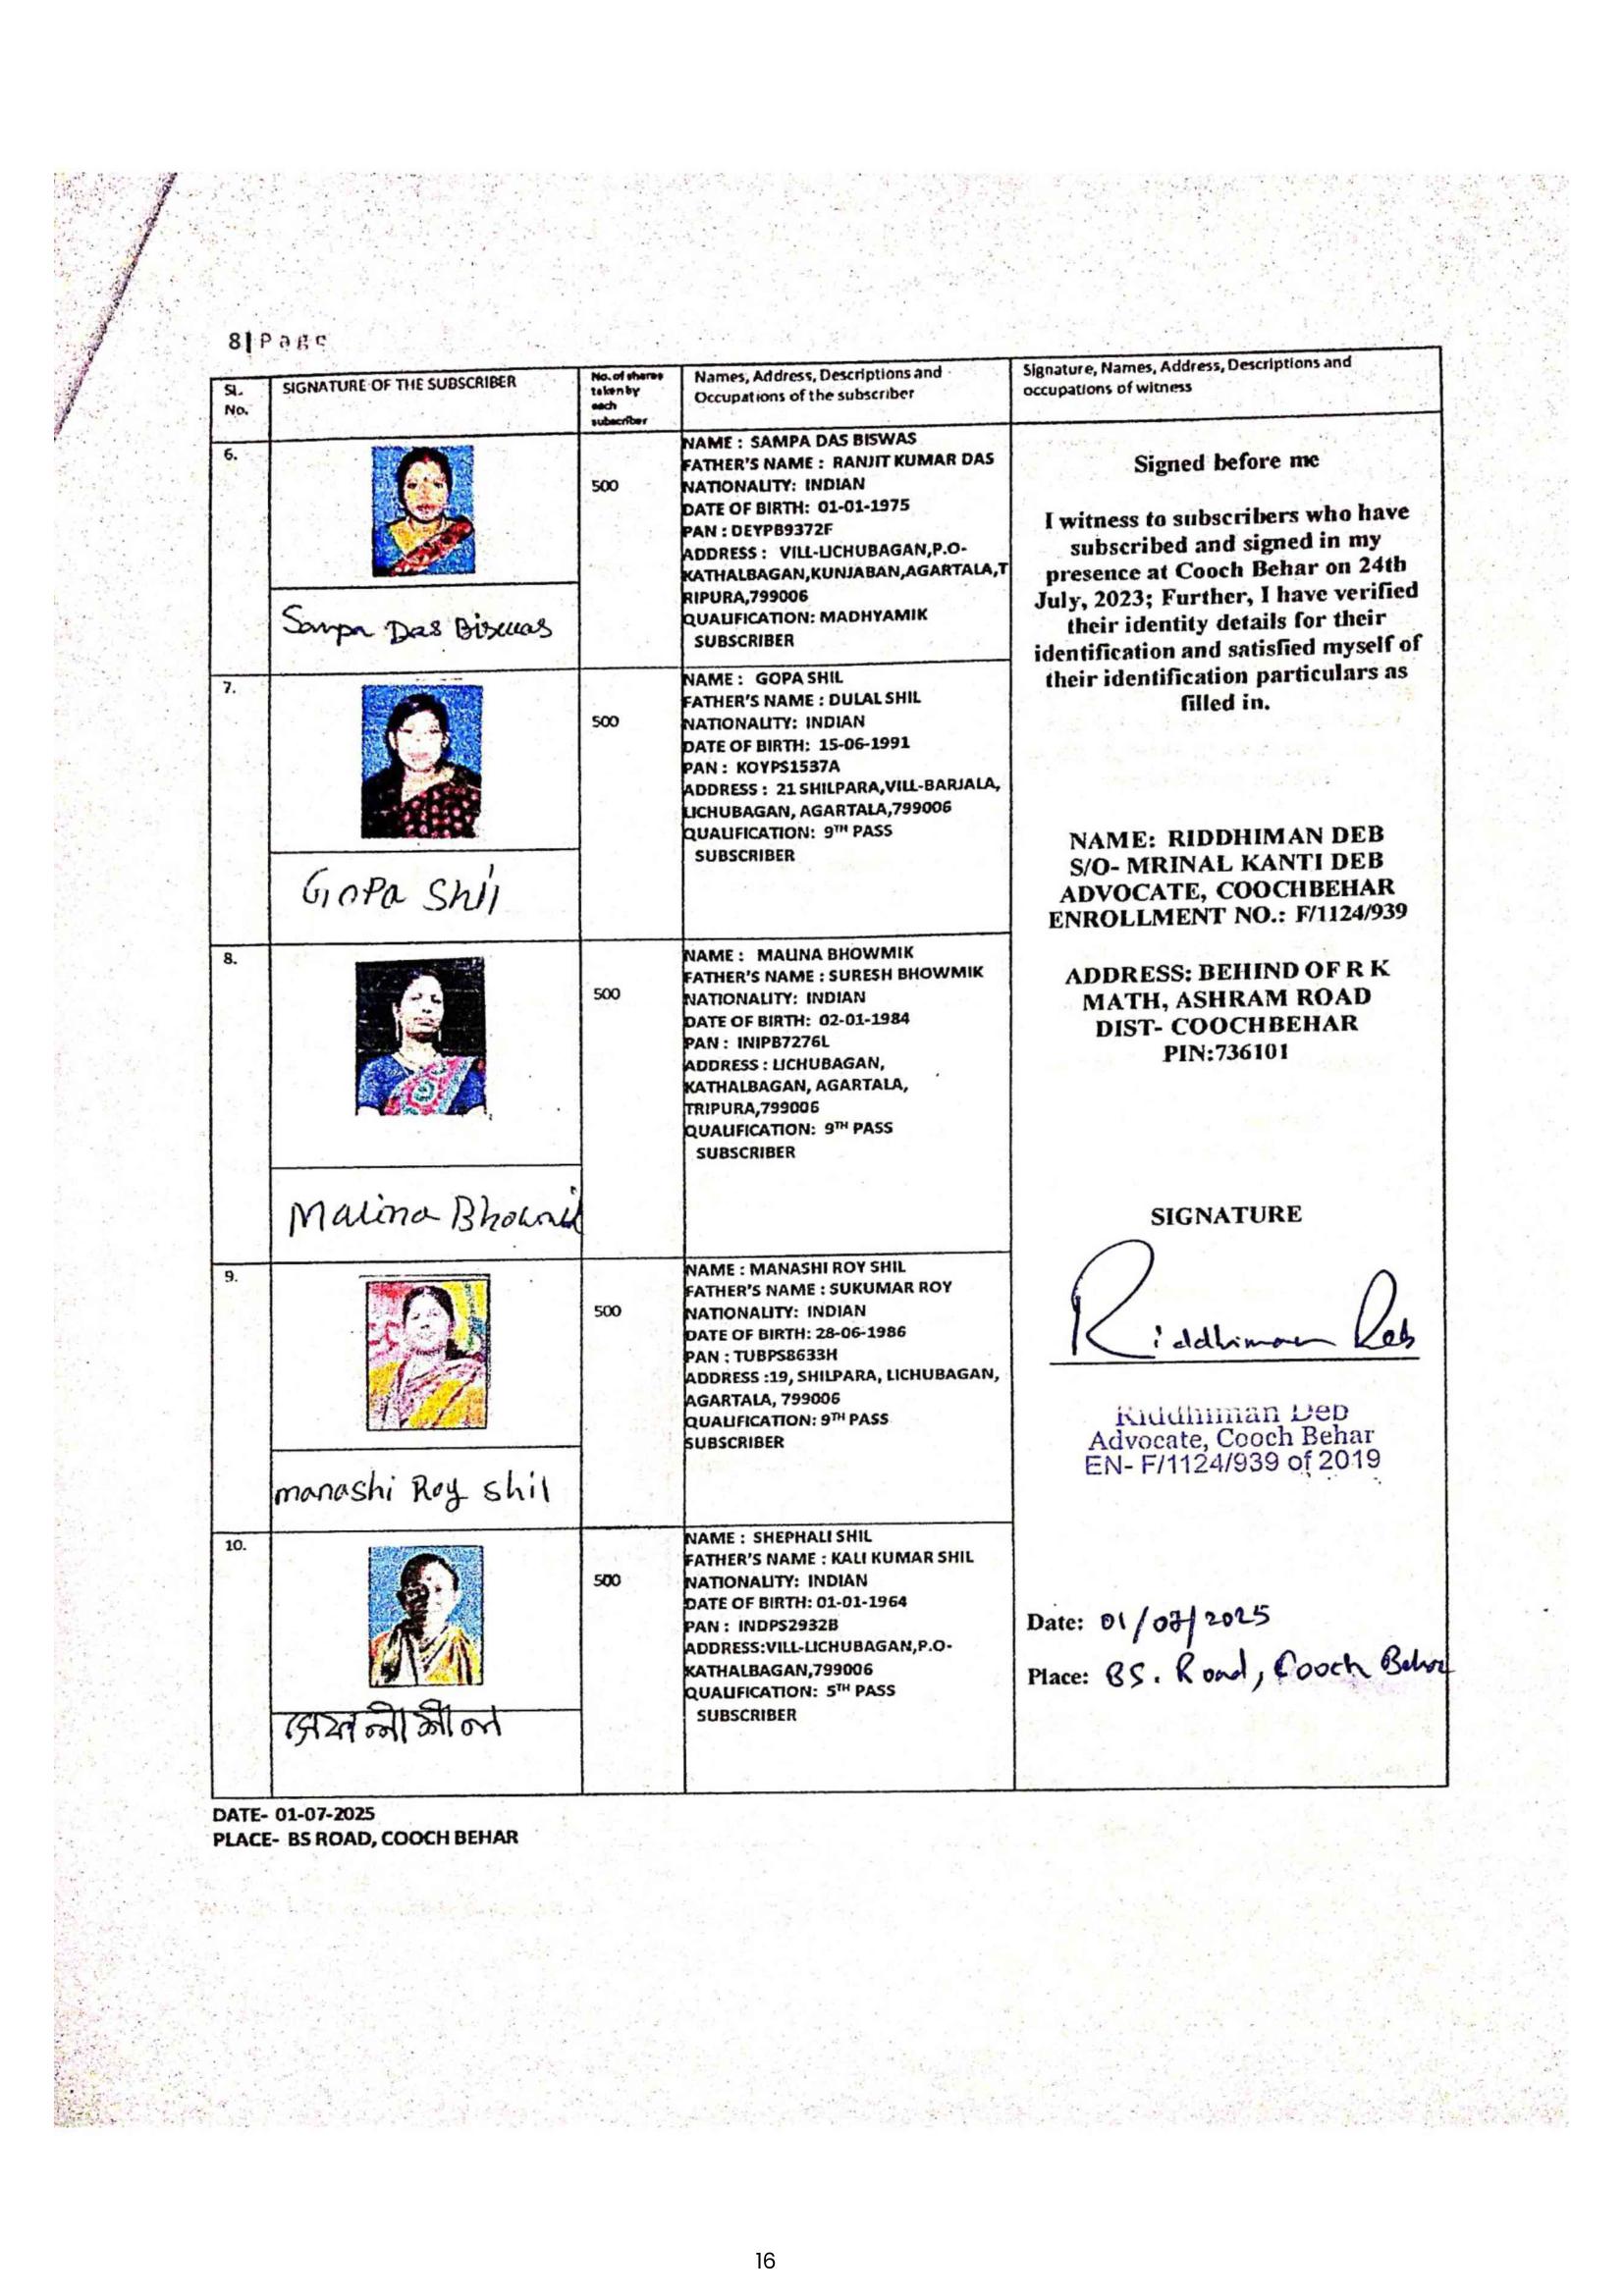 8|Page
SL. No.
SIGNATURE OF THE SUBSCRIBER
No. of shares taken by each subscriber
Names, Address, Descriptions and
Occupations of the subscriber
Signature, Names, Address, Descriptions and
occupations of witness
6.
Sampa Das Biswas
500
NAME : SAMPA DAS BISWAS
FATHER'S NAME : RANJIT KUMAR DAS
NATIONALITY: INDIAN
DATE OF BIRTH: 01-01-1975
PAN : DEYPB9372F
ADDRESS : VILL-LICHUBAGAN,P.O-
KATHALBAGAN,KUNJABAN,AGARTALA,T
RIPURA,799006
QUALIFICATION: MADHYAMIK
SUBSCRIBER
7.
Gopa Shil
500
NAME : GOPA SHIL
FATHER'S NAME : DULAL SHIL
NATIONALITY: INDIAN
DATE OF BIRTH: 15-06-1991
PAN : KOYPS1537A
ADDRESS : 21 SHILPARA,VILL-BARJALA,
LICHUBAGAN, AGARTALA,799006
QUALIFICATION: 9TH PASS
SUBSCRIBER
8.
Malina Bhowmik
500
NAME : MALINA BHOWMIK
FATHER'S NAME : SURESH BHOWMIK
NATIONALITY: INDIAN
DATE OF BIRTH: 02-01-1984
PAN : INIPB7276L
ADDRESS : LICHUBAGAN,
KATHALBAGAN, AGARTALA,
TRIPURA,799006
QUALIFICATION: 9TH PASS
SUBSCRIBER
9.
manashi Roy shil
500
NAME : MANASHI ROY SHIL
FATHER'S NAME : SUKUMAR ROY
NATIONALITY: INDIAN
DATE OF BIRTH: 28-06-1986
PAN : TUBPS8633H
ADDRESS :19, SHILPARA, LICHUBAGAN,
AGARTALA, 799006
QUALIFICATION: 9TH PASS
SUBSCRIBER
10.
শীল
500
NAME : SHEPHALI SHIL
FATHER'S NAME : KALI KUMAR SHIL
NATIONALITY: INDIAN
DATE OF BIRTH: 01-01-1964
PAN : INDPS2932B
ADDRESS:VILL-LICHUBAGAN,P.O-
KATHALBAGAN,799006
QUALIFICATION: 5TH PASS
SUBSCRIBER
Signed before me
I witness to subscribers who have
subscribed and signed in my
presence at Cooch Behar on 24th
July, 2023; Further, I have verified
their identity details for their
identification and satisfied myself of
their identification particulars as
filled in.
NAME: RIDDHIMAN DEB
S/O- MRINAL KANTI DEB
ADVOCATE, COOCHBEHAR
ENROLLMENT NO.: F/1124/939
ADDRESS: BEHIND OF R K
MATH, ASHRAM ROAD
DIST- COOCHBEHAR
PIN:736101
SIGNATURE
Riddhiman Deb
Riddhiman Deb
Advocate, Cooch Behar
EN- F/1124/939 of 2019
Date: 01/07/2025
Place: BS. Road, Cooch Behar
DATE- 01-07-2025
PLACE- BS ROAD, COOCH BEHAR
16